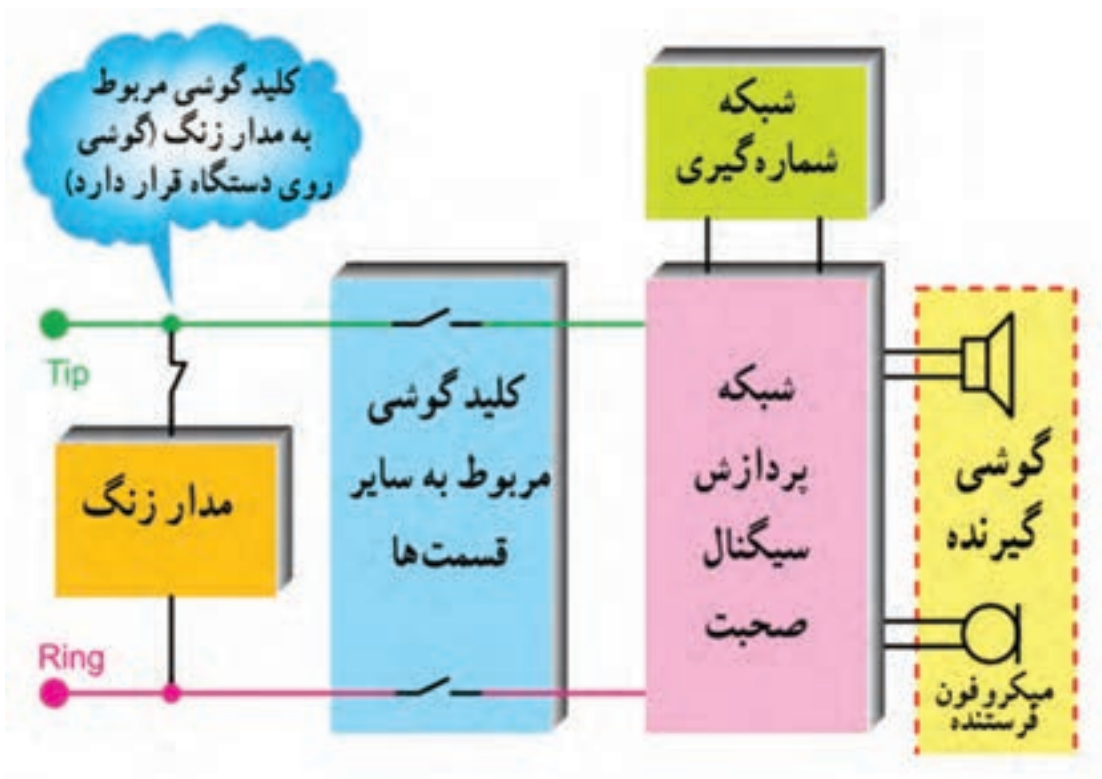 کلید گوشی مربوط
به مدار زنگ (گوشی
روی دستگاه قرار دارد)
شبکه
شماره‌گیری
Tip
مدار زنگ
Ring
کلید گوشی
مربوط به سایر
قسمت‌ها
شبکه
پردازش
سیگنال
صحبت
گوشی
گیرنده
میکروفون
فرستنده